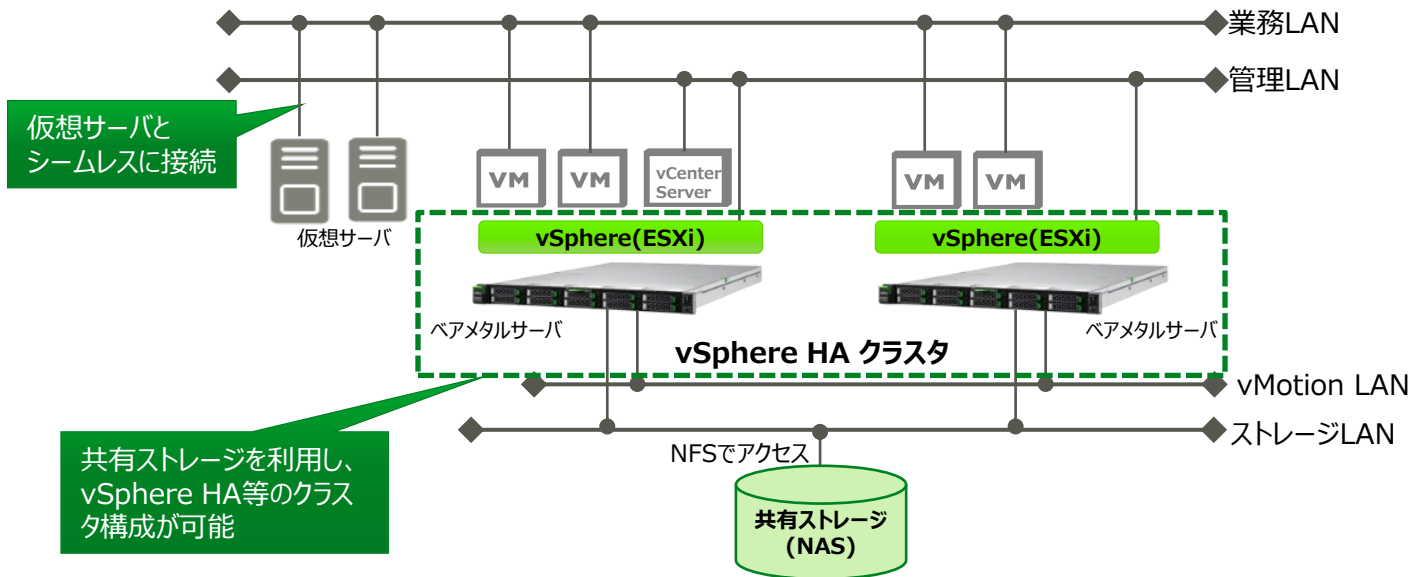 業務LAN
管理LAN
仮想サーバと
シームレスに接続
仮想サーバ
VM
VM
vCenter
Server
VM
VM
vSphere(ESXi)
vSphere(ESXi)
ベアメタルサーバ
ベアメタルサーバ
vSphere HA クラスタ
vMotion LAN
ストレージLAN
NFSでアクセス
共有ストレージを利用し、
vSphere HA等のクラス
タ構成が可能
共有ストレージ
(NAS)